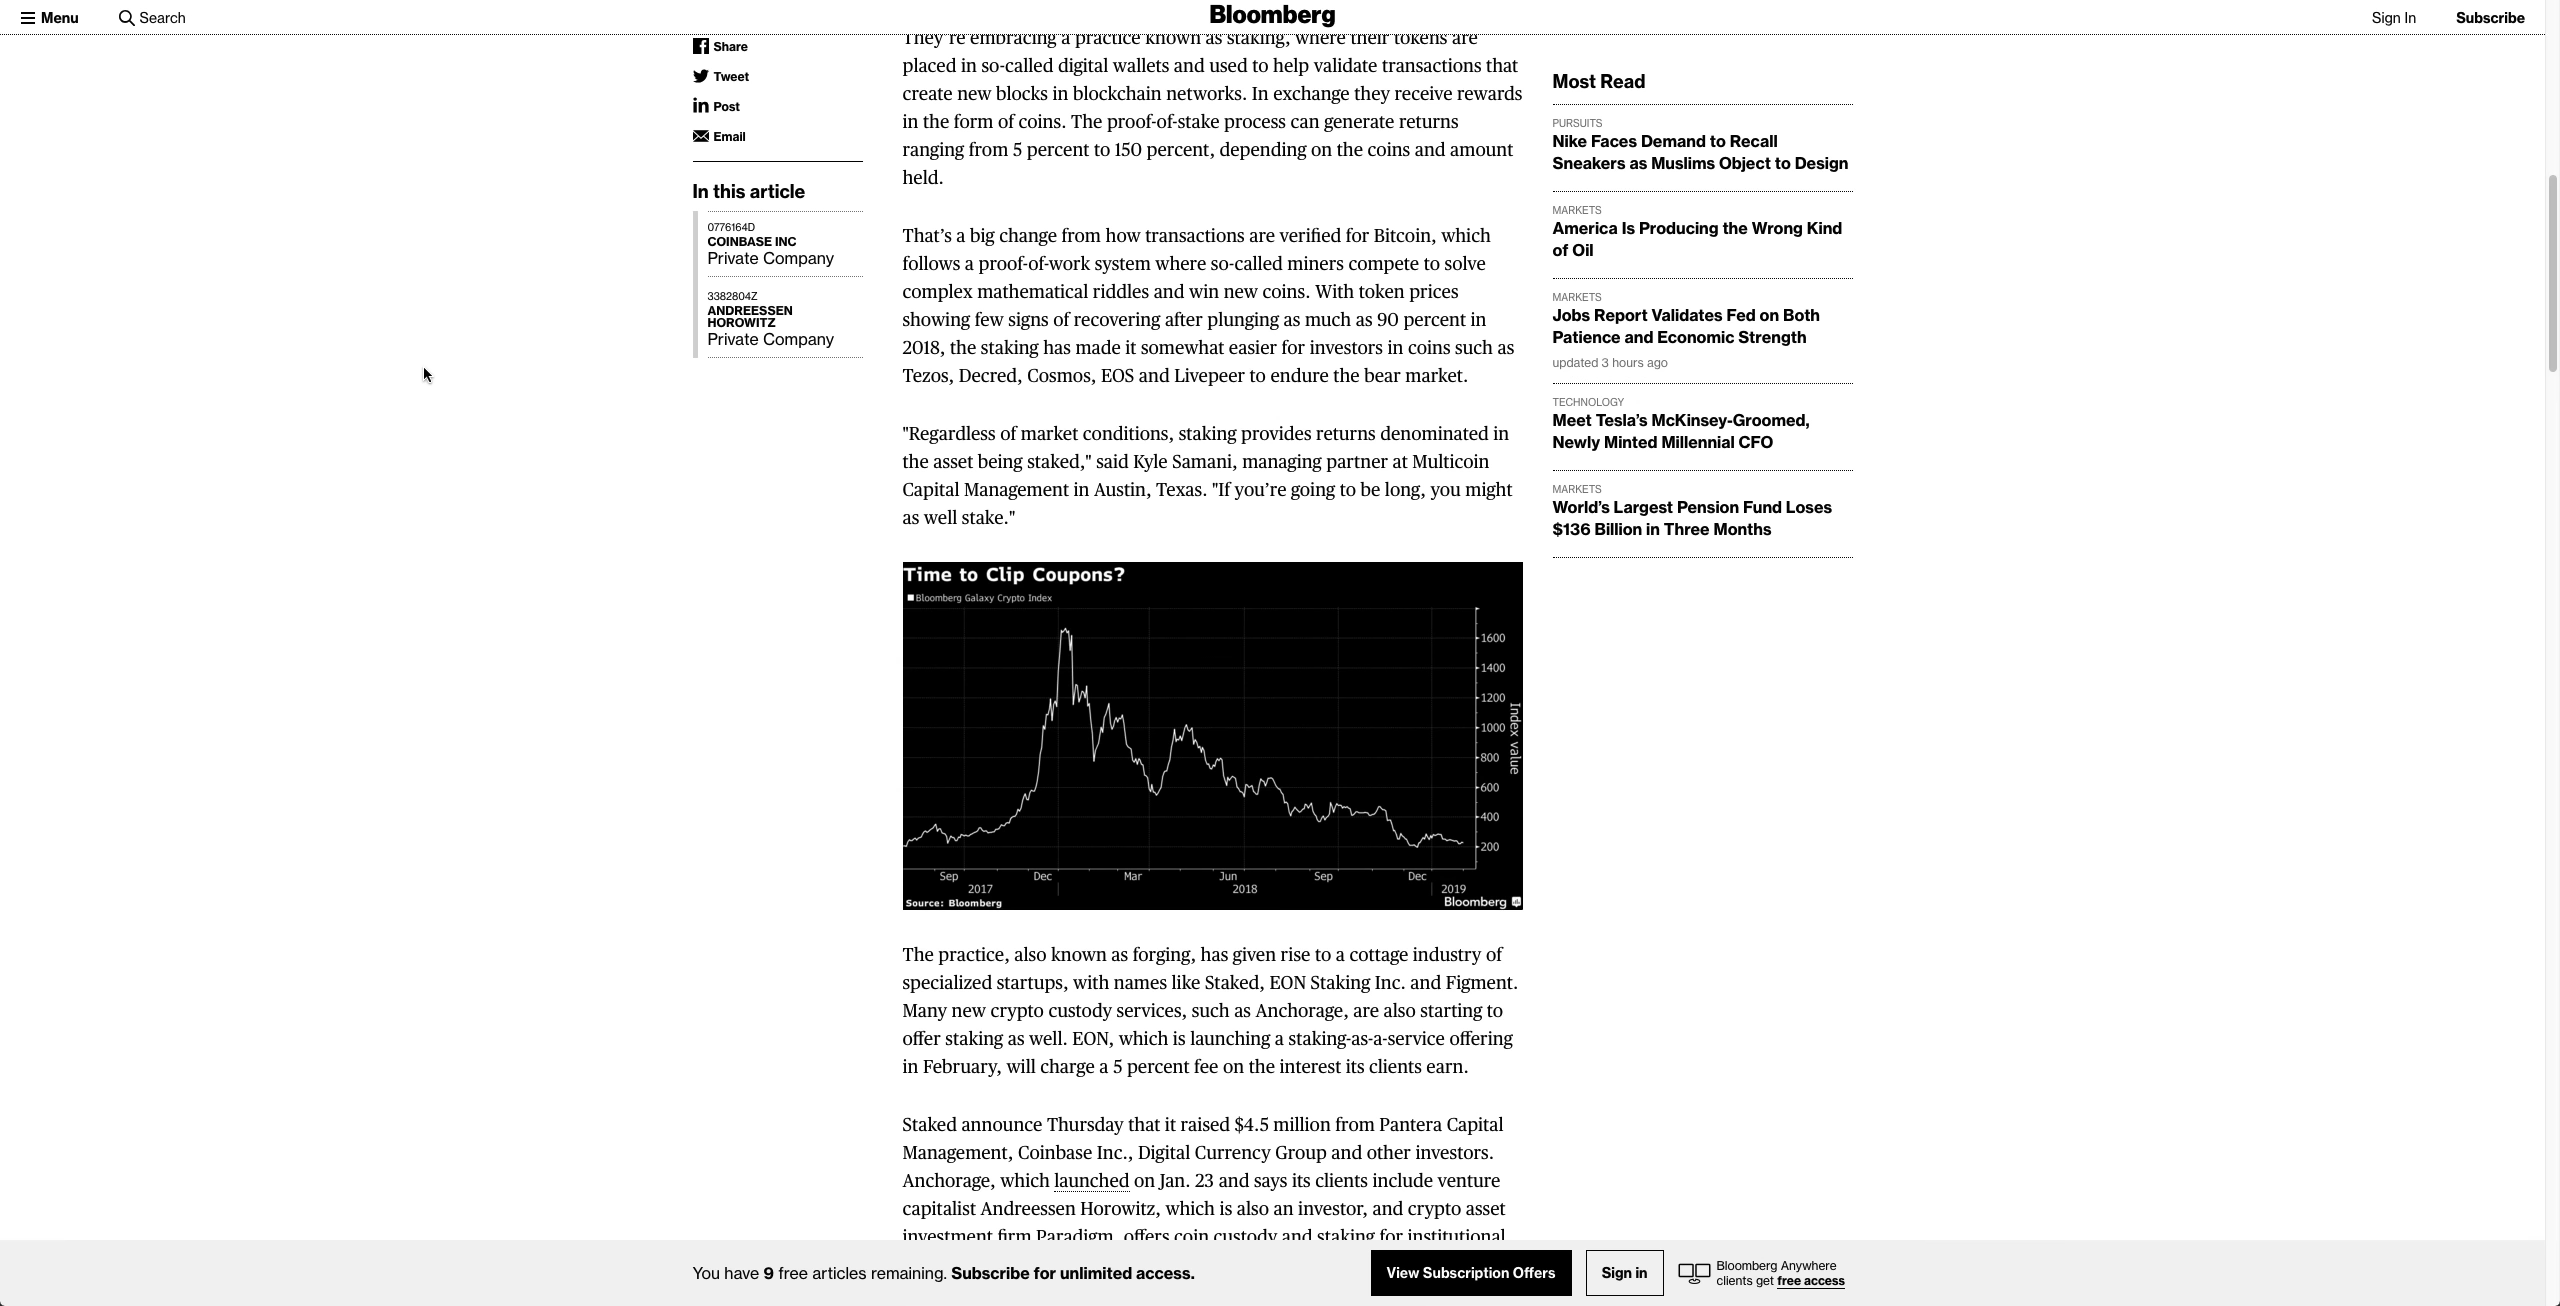 Menu
Search
Bloomberg
Sign In
Subscribe
Share
Tweet
Post
Email
In this article
0776164D
COINBASE INC
Private Company
3382804Z
ANDREESSEN
HOROWITZ
Private Company
They're embracing a practice known as staking, where their tokens are
placed in so-called digital wallets and used to help validate transactions that
create new blocks in blockchain networks. In exchange they receive rewards
in the form of coins. The proof-of-stake process can generate returns
ranging from 5 percent to 150 percent, depending on the coins and amount
held.
That’s a big change from how transactions are verified for Bitcoin, which
follows a proof-of-work system where so-called miners compete to solve
complex mathematical riddles and win new coins. With token prices
showing few signs of recovering after plunging as much as 90 percent in
2018, the staking has made it somewhat easier for investors in coins such as
Tezos, Decred, Cosmos, EOS and Livepeer to endure the bear market.
"Regardless of market conditions, staking provides returns denominated in
the asset being staked," said Kyle Samani, managing partner at Multicoin
Capital Management in Austin, Texas. "If you’re going to be long, you might
as well stake."
Time to Clip Coupons?
Bloomberg Galaxy Crypto Index
1600
1400
1200
1000
800
600
400
200
Index value
Sep
Dec
Mar
Jun
Sep
Dec
2017
2018
2019
Source: Bloomberg
Bloomberg
The practice, also known as forging, has given rise to a cottage industry of
specialized startups, with names like Staked, EON Staking Inc. and Figment.
Many new crypto custody services, such as Anchorage, are also starting to
offer staking as well. EON, which is launching a staking-as-a-service offering
in February, will charge a 5 percent fee on the interest its clients earn.
Staked announce Thursday that it raised $4.5 million from Pantera Capital
Management, Coinbase Inc., Digital Currency Group and other investors.
Anchorage, which launched on Jan. 23 and says its clients include venture
capitalist Andreessen Horowitz, which is also an investor, and crypto asset
investment firm Paradigm, offers coin custody and staking for institutional
Most Read
PURSUITS
Nike Faces Demand to Recall
Sneakers as Muslims Object to Design
MARKETS
America Is Producing the Wrong Kind
of Oil
MARKETS
Jobs Report Validates Fed on Both
Patience and Economic Strength
updated 3 hours ago
TECHNOLOGY
Meet Tesla’s McKinsey-Groomed,
Newly Minted Millennial CFO
MARKETS
World’s Largest Pension Fund Loses
$136 Billion in Three Months
You have 9 free articles remaining. Subscribe for unlimited access.
View Subscription Offers
Sign in
Bloomberg Anywhere
clients get free access